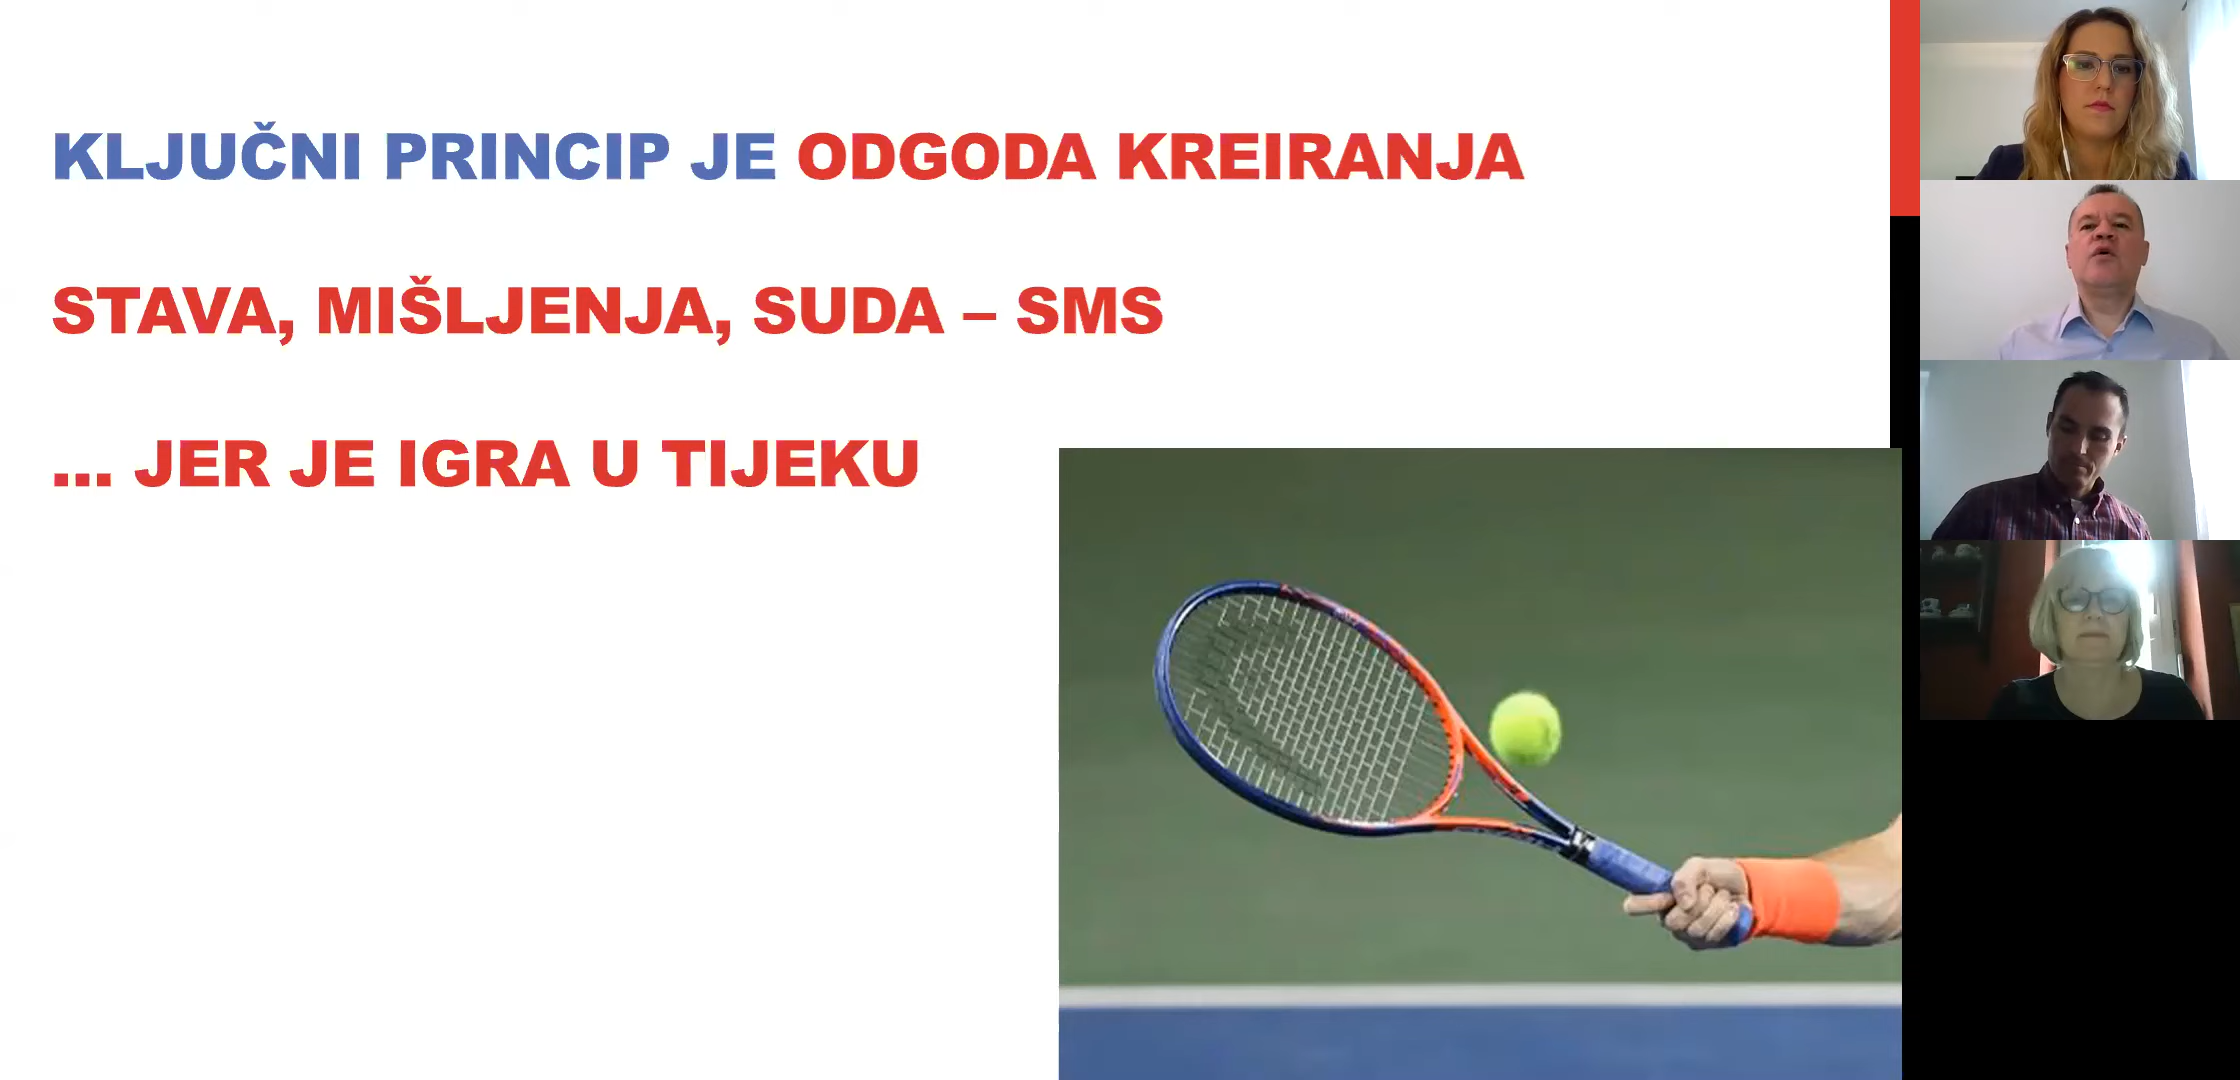 KLJUČNI PRINCIP JE ODGODA KREIRANJA
STAVA, MIŠLJENJA, SUDA – SMS
... JER JE IGRA U TIJEKU